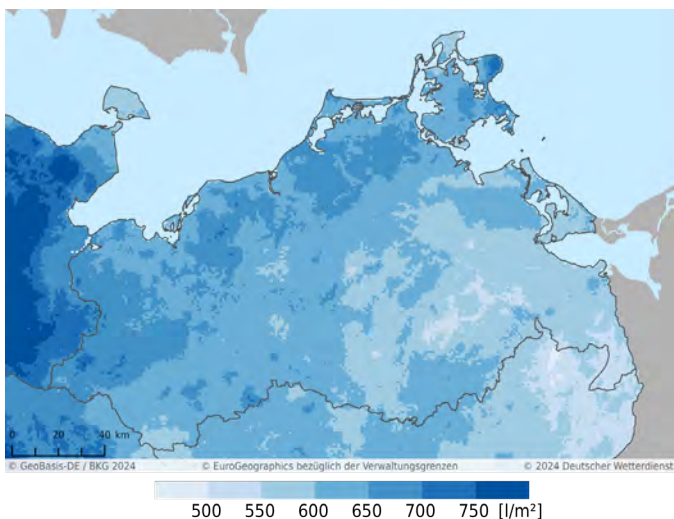 0 20 40 km
© GeoBasis-DE / BKG 2024 © EuroGeographics bezüglich der Verwaltungsgrenzen © 2024 Deutscher Wetterdienst
500 550 600 650 700 750 [l/m²]